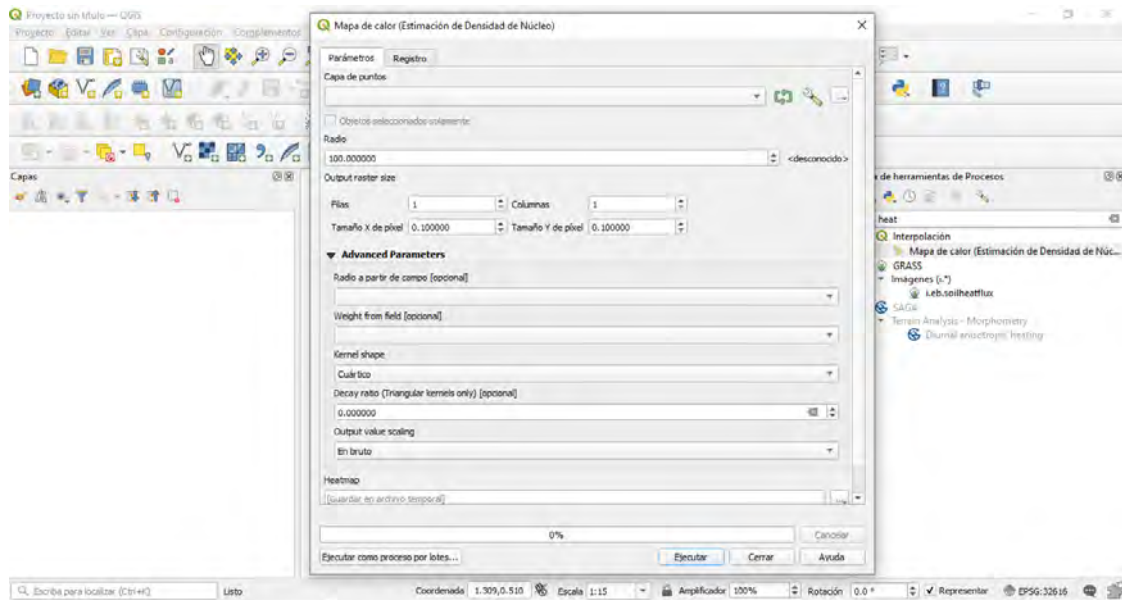 Proyecto sin título — QGIS
Proyecto Editar Ver Capa Configuración Complementos
Mapa de calor (Estimación de Densidad de Núcleo)
Parámetros Registro
Capa de puntos
Objetos seleccionados solamente
Radio
100.000000 <desconocido>
Output raster size
Filas 1 Columnas 1
Tamaño X de píxel 0.100000 Tamaño Y de píxel 0.100000
Advanced Parameters
Radio a partir de campo [opcional]
Weight from field [opcional]
Kernel shape
Cuártico
Decay ratio (Triangular kernels only) [opcional]
0.000000
Output value scaling
En bruto
Heatmap
[Guardar en archivo temporal]
0% Cancelar
Ejecutar como proceso por lotes... Ejecutar Cerrar Ayuda
Capas
de herramientas de Procesos
heat
Interpolación
Mapa de calor (Estimación de Densidad de Núc...
GRASS
Imágenes (i.*)
i.eb.soilheatflux
SAGA
Terrain Analysis - Morphometry
Diurnal anisotropic heating
Escriba para localizar (Ctrl+K) Listo Coordenada 1.309,0.510 Escala 1:15 Amplificador 100% Rotación 0.0 ° Representar EPSG:32616